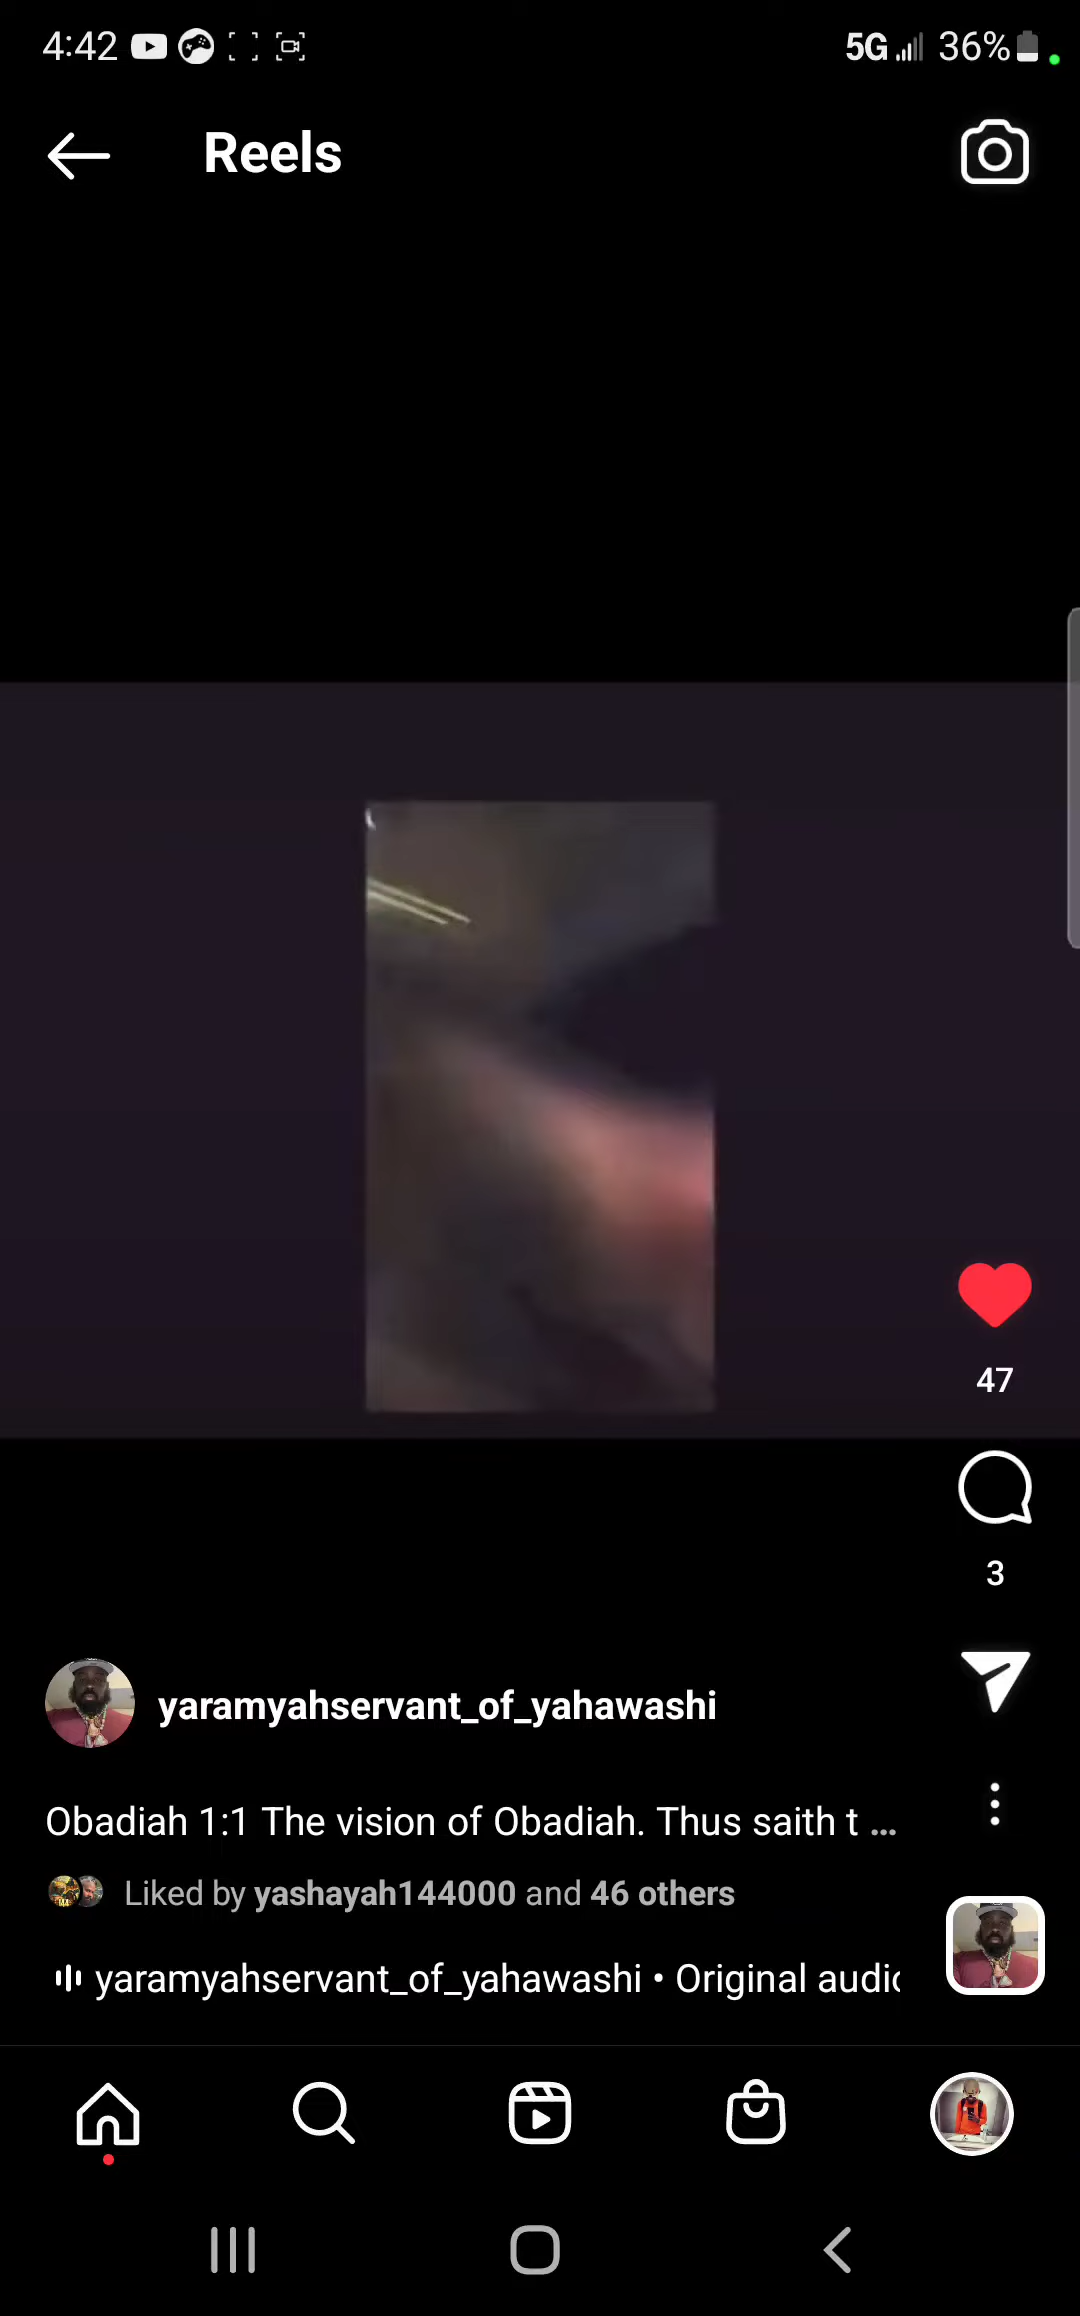 4:42 5G 36%
Reels
47
3
yaramyahservant_of_yahawashi
Obadiah 1:1 The vision of Obadiah. Thus saith t ...
Liked by yashayah144000 and 46 others
yaramyahservant_of_yahawashi • Original audio